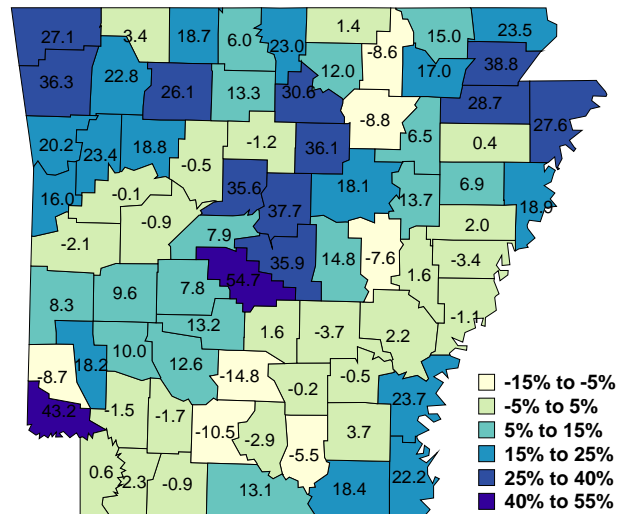 27.1 3.4 18.7 6.0 23.0 1.4 -8.6 15.0 23.5
36.3 22.8 26.1 13.3 30.6 12.0 17.0 38.8
-8.8 28.7 27.6
20.2 23.4 18.8 -0.5 -1.2 36.1 6.5 0.4
16.0 -0.1 35.6 37.7 18.1 13.7 6.9 18.9
-2.1 -0.9 7.9 35.9 14.8 -7.6 1.6 2.0 -3.4
8.3 9.6 7.8 54.7 -1.1
13.2 1.6 -3.7 2.2
-8.7 18.2 10.0 12.6 -14.8 -0.2 -0.5 23.7
43.2 -1.5 -1.7 -10.5 -2.9 -5.5 3.7
0.6 2.3 -0.9 13.1 18.4 22.2
-15% to -5%
-5% to 5%
5% to 15%
15% to 25%
25% to 40%
40% to 55%